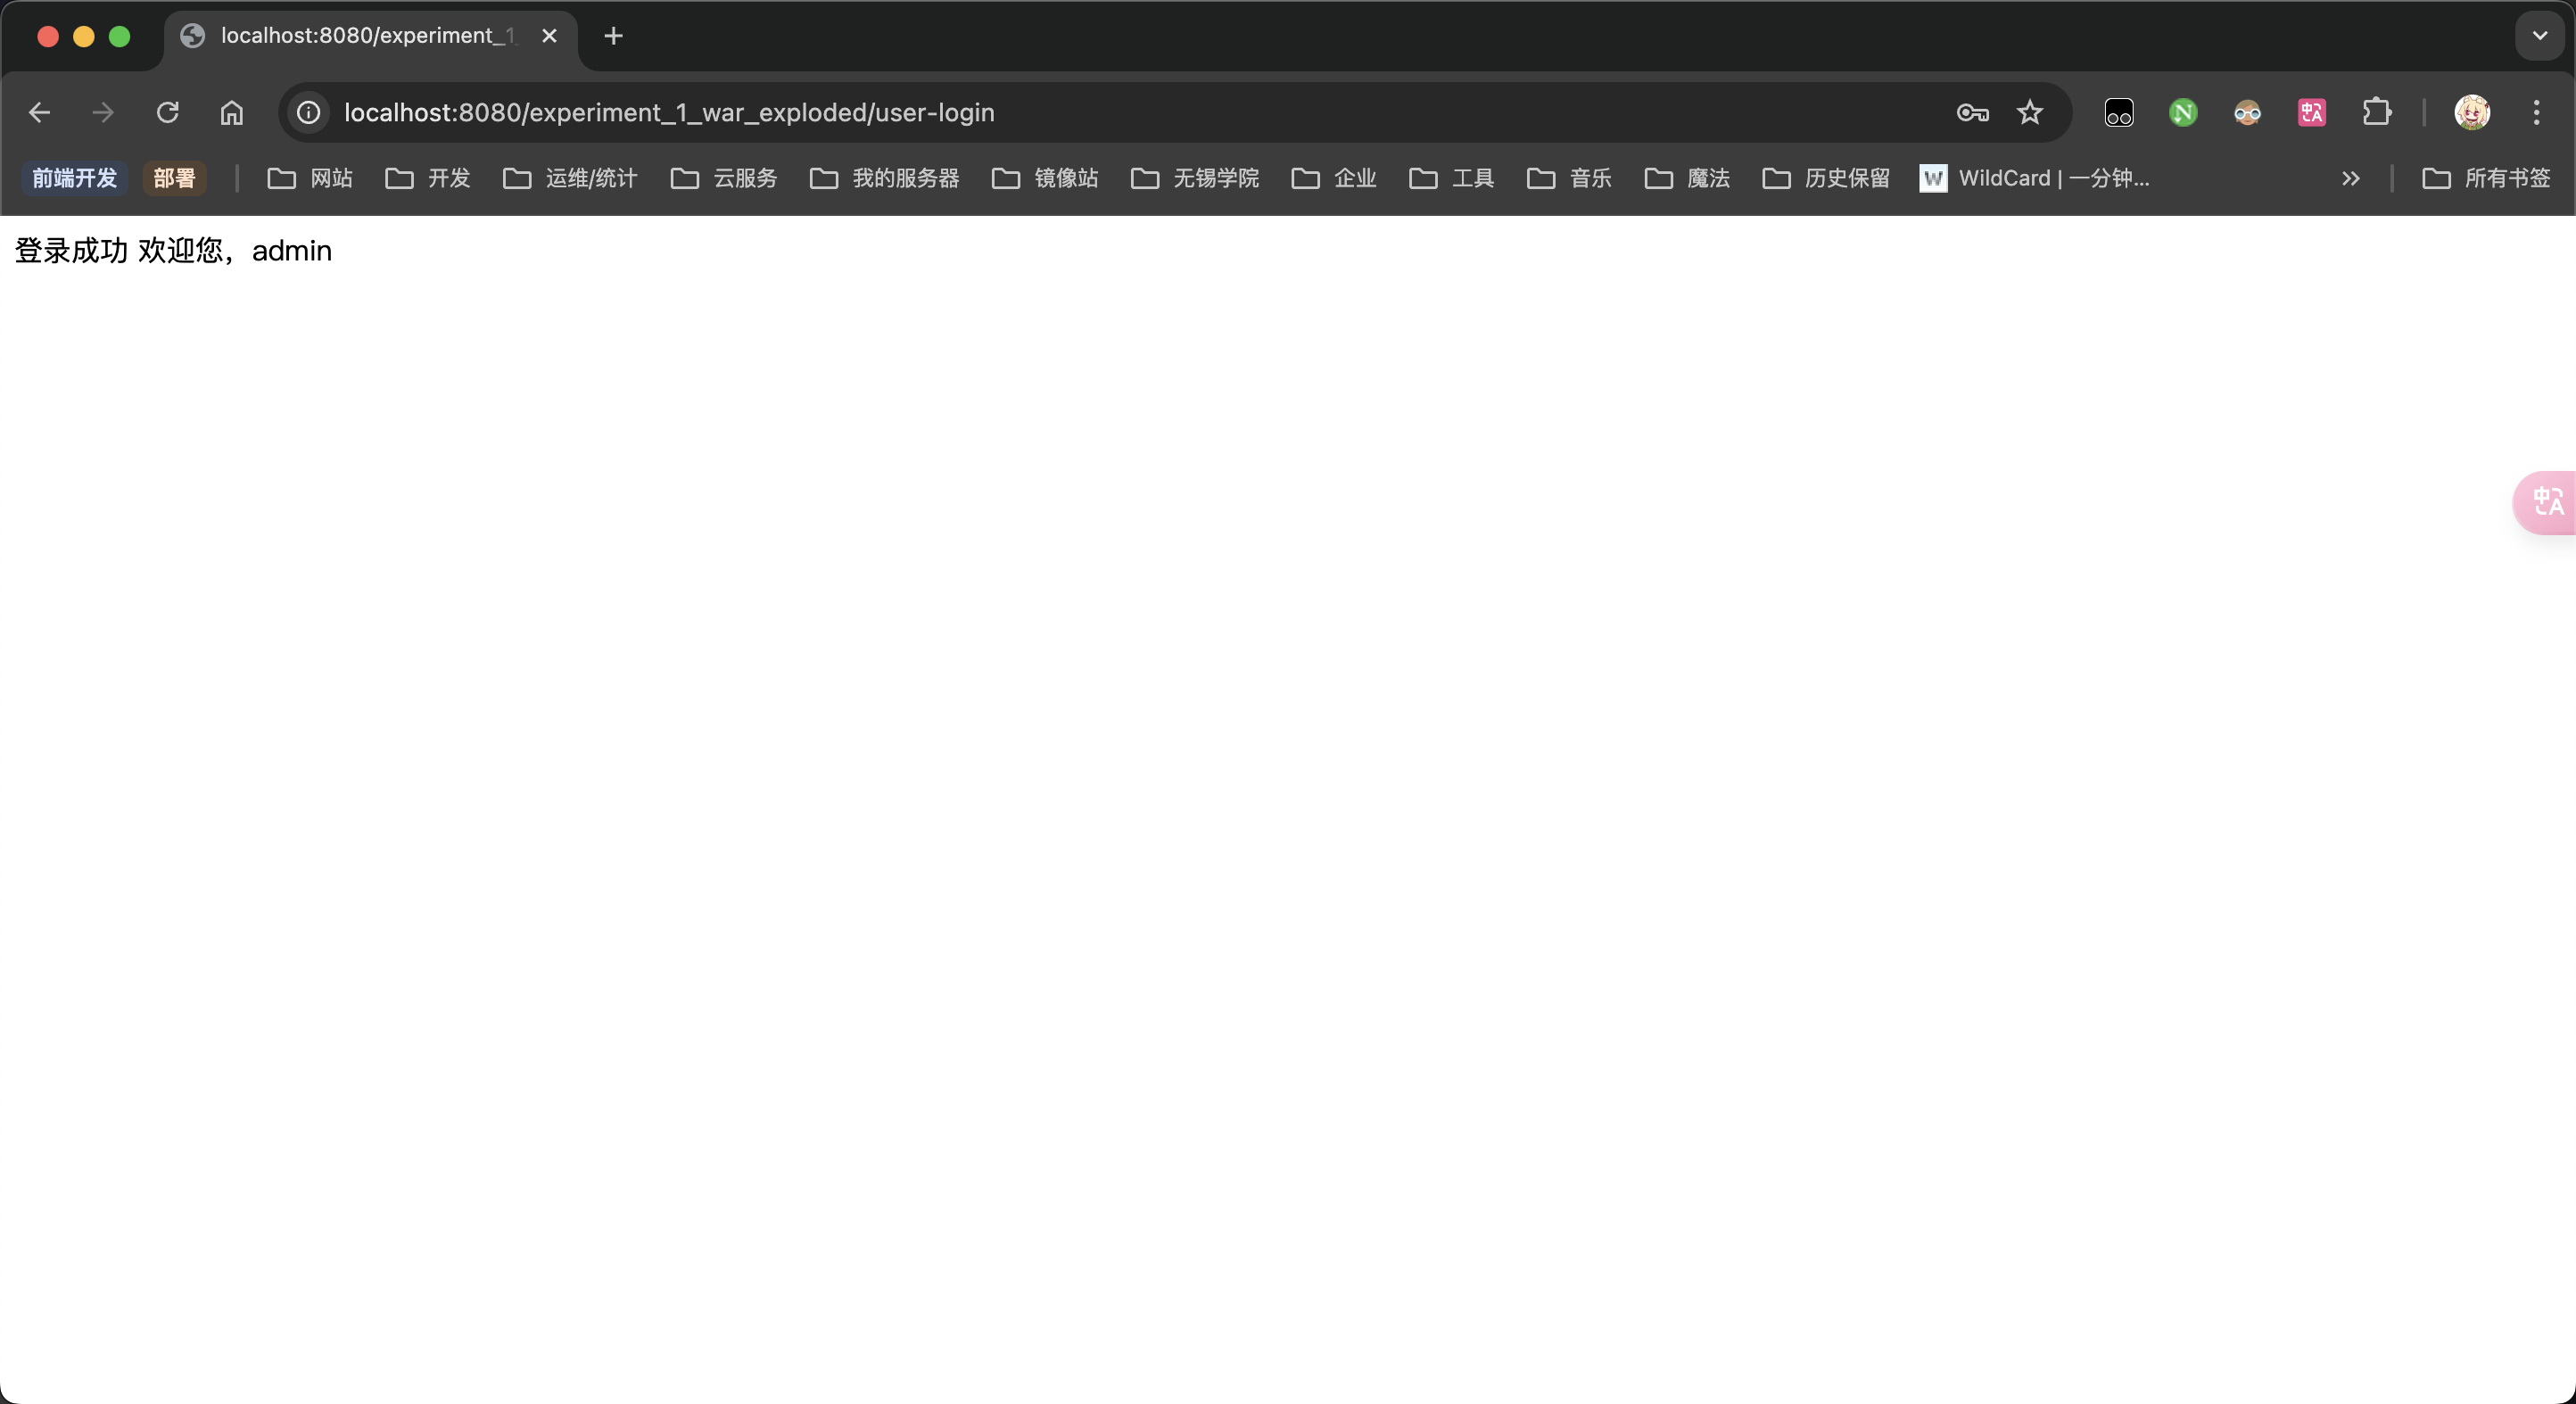 localhost:8080/experiment_1_
localhost:8080/experiment_1_war_exploded/user-login
前端开发 部署 网站 开发 运维/统计 云服务 我的服务器 镜像站 无锡学院 企业 工具 音乐 魔法 历史保留 W WildCard | 一分钟... 所有书签
登录成功 欢迎您，admin